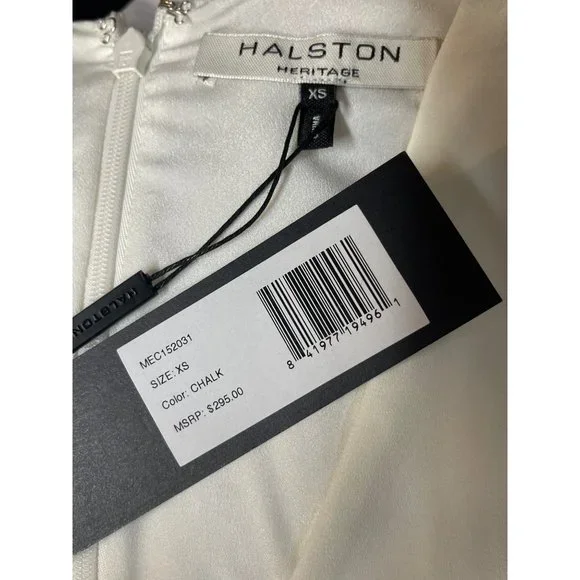 HALSTON
HERITAGE
XS
HALSTON
MEC152031
SIZE: XS
Color: CHALK
MSRP: $295.00
8 41977 19496 1